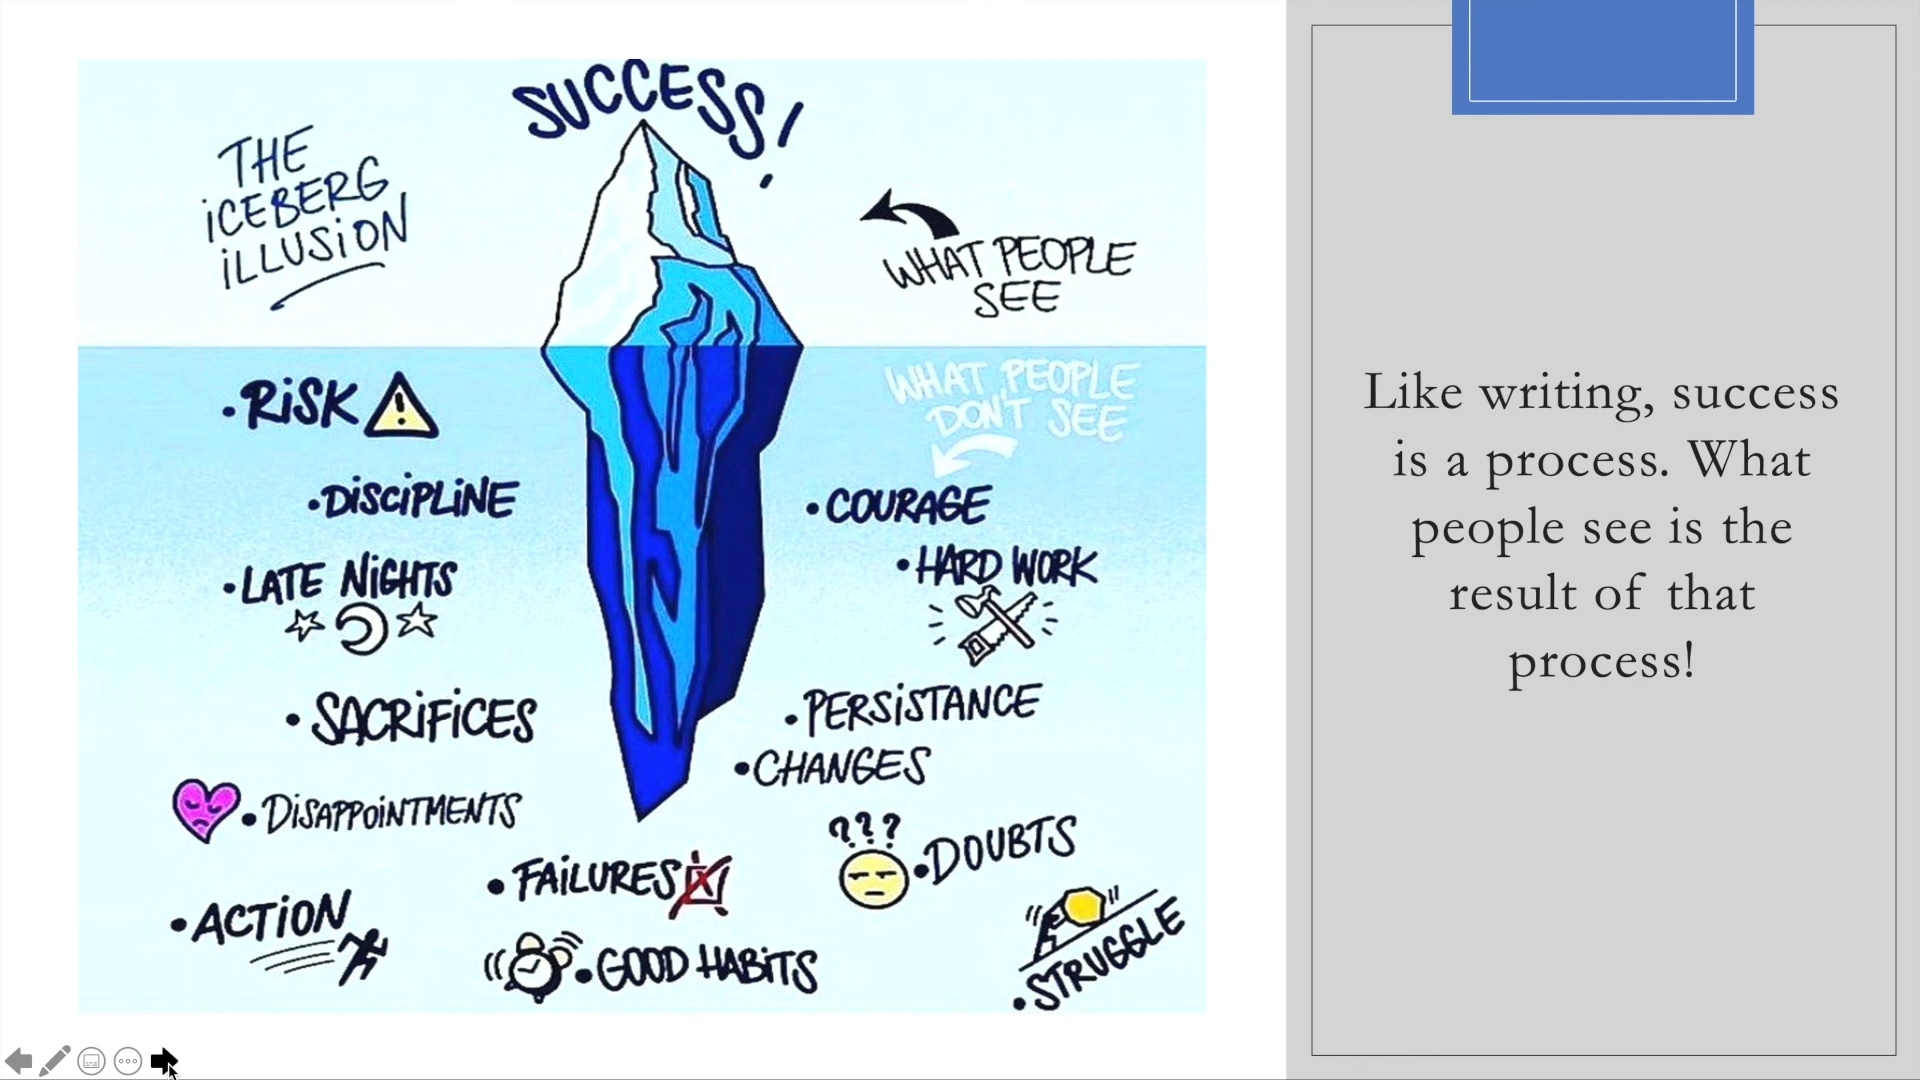 SUCCESS!
THE
ICEBERG
ILLUSION
WHAT PEOPLE
SEE
WHAT PEOPLE
DON'T SEE
• RISK
• DISCIPLINE
• LATE NIGHTS
• SACRIFICES
• DISAPPOINTMENTS
• ACTION
• FAILURES
• GOOD HABITS
• COURAGE
• HARD WORK
• PERSISTANCE
• CHANGES
???
• DOUBTS
• STRUGGLE
Like writing, success
is a process. What
people see is the
result of that
process!